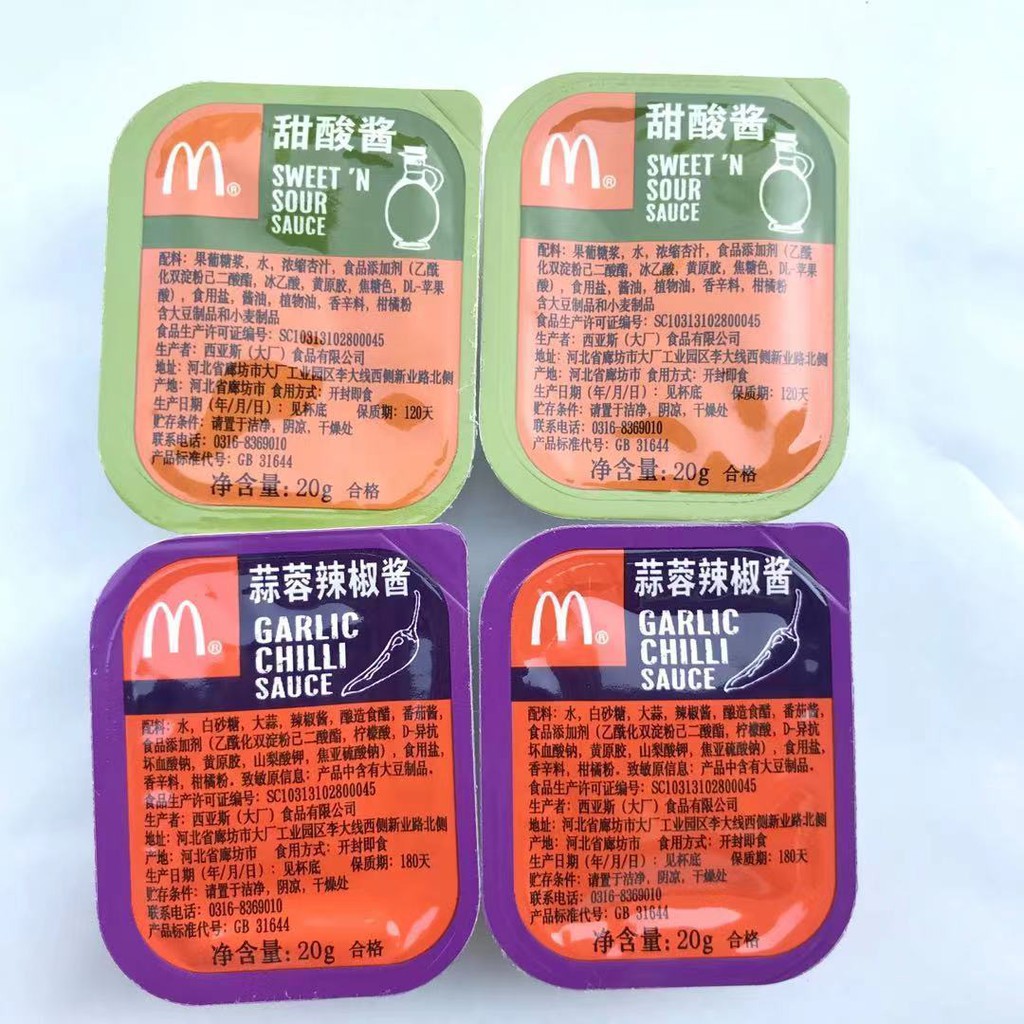 甜酸酱
SWEET 'N
SOUR
SAUCE
配料：果葡糖浆，水，浓缩杏汁，食品添加剂（乙酰
化双淀粉己二酸酯，冰乙酸，黄原胶，焦糖色，DL-苹果
酸），食用盐，酱油，植物油，香辛料，柑橘粉
含大豆制品和小麦制品
食品生产许可证编号：SC10313102800045
生产者：西亚斯（大厂）食品有限公司
地址：河北省廊坊市大厂工业园区李大线西侧新业路北侧
产地：河北省廊坊市 食用方式：开封即食
生产日期（年/月/日）：见杯底 保质期：120天
贮存条件：请置于洁净，阴凉，干燥处
联系电话：0316-8369010
产品标准代号：GB 31644
净含量：20g 合格
甜酸酱
SWEET 'N
SOUR
SAUCE
配料：果葡糖浆，水，浓缩杏汁，食品添加剂（乙酰
化双淀粉己二酸酯，冰乙酸，黄原胶，焦糖色，DL-苹果
酸），食用盐，酱油，植物油，香辛料，柑橘粉
含大豆制品和小麦制品
食品生产许可证编号：SC10313102800045
生产者：西亚斯（大厂）食品有限公司
地址：河北省廊坊市大厂工业园区李大线西侧新业路北侧
产地：河北省廊坊市 食用方式：开封即食
生产日期（年/月/日）：见杯底 保质期：120天
贮存条件：请置于洁净，阴凉，干燥处
联系电话：0316-8369010
产品标准代号：GB 31644
净含量：20g 合格
蒜蓉辣椒酱
GARLIC
CHILLI
SAUCE
配料：水，白砂糖，大蒜，辣椒酱，酿造食醋，番茄酱，
食品添加剂（乙酰化双淀粉己二酸酯，柠檬酸，D-异抗
坏血酸钠，黄原胶，山梨酸钾，焦亚硫酸钠），食用盐，
香辛料，柑橘粉。致敏原信息：产品中含有大豆制品。
食品生产许可证编号：SC10313102800045
生产者：西亚斯（大厂）食品有限公司
地址：河北省廊坊市大厂工业园区李大线西侧新业路北侧
产地：河北省廊坊市 食用方式：开封即食
生产日期（年/月/日）：见杯底 保质期：180天
贮存条件：请置于洁净，阴凉，干燥处
联系电话：0316-8369010
产品标准代号：GB 31644
净含量：20g 合格
蒜蓉辣椒酱
GARLIC
CHILLI
SAUCE
配料：水，白砂糖，大蒜，辣椒酱，酿造食醋，番茄酱，
食品添加剂（乙酰化双淀粉己二酸酯，柠檬酸，D-异抗
坏血酸钠，黄原胶，山梨酸钾，焦亚硫酸钠），食用盐，
香辛料，柑橘粉。致敏原信息：产品中含有大豆制品。
食品生产许可证编号：SC10313102800045
生产者：西亚斯（大厂）食品有限公司
地址：河北省廊坊市大厂工业园区李大线西侧新业路北侧
产地：河北省廊坊市 食用方式：开封即食
生产日期（年/月/日）：见杯底 保质期：180天
贮存条件：请置于洁净，阴凉，干燥处
联系电话：0316-8369010
产品标准代号：GB 31644
净含量：20g 合格